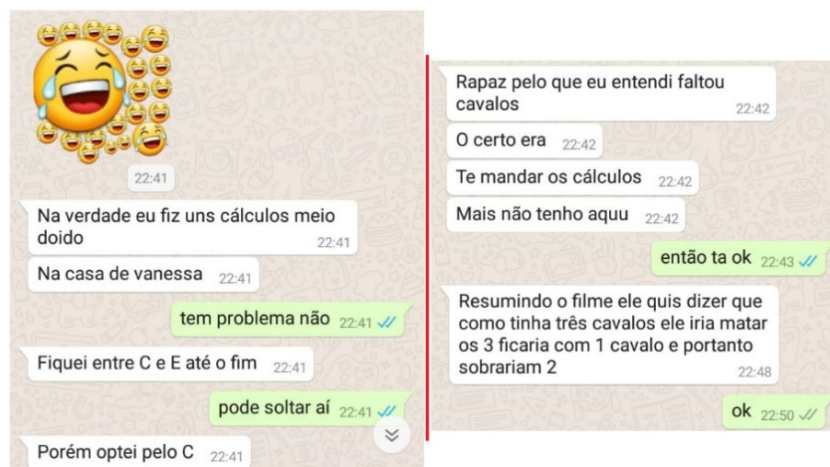 22:41
Na verdade eu fiz uns cálculos meio
doido
22:41
Na casa de vanessa 22:41
tem problema não 22:41
Fiquei entre C e E até o fim 22:41
pode soltar aí 22:41
Porém optei pelo C 22:41
Rapaz pelo que eu entendi faltou
cavalos
22:42
O certo era 22:42
Te mandar os cálculos 22:42
Mais não tenho aquu 22:42
então ta ok 22:43
Resumindo o filme ele quis dizer que
como tinha três cavalos ele iria matar
os 3 ficaria com 1 cavalo e portanto
sobrariam 2
22:48
ok 22:50